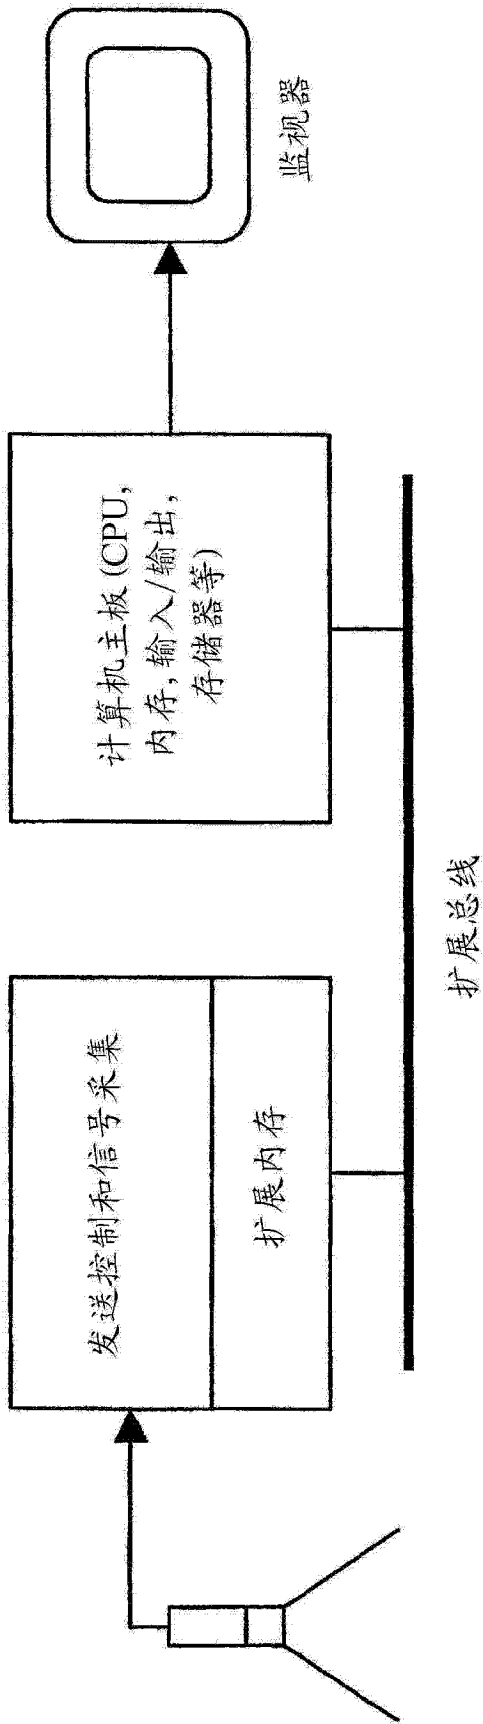 发送控制和信号采集
扩展内存
计算机主板(CPU,
内存,输入/输出,
存储器等)
监视器
扩展总线